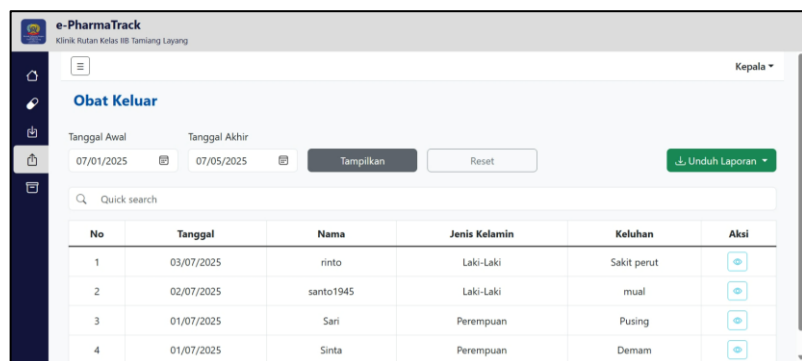 e-PharmaTrack
Klinik Rutan Kelas IIB Tamiang Layang
Kepala
Obat Keluar
Tanggal Awal Tanggal Akhir
07/01/2025 07/05/2025 Tampilkan Reset Unduh Laporan
Quick search
No Tanggal Nama Jenis Kelamin Keluhan Aksi
1 03/07/2025 rinto Laki-Laki Sakit perut
2 02/07/2025 santo1945 Laki-Laki mual
3 01/07/2025 Sari Perempuan Pusing
4 01/07/2025 Sinta Perempuan Demam